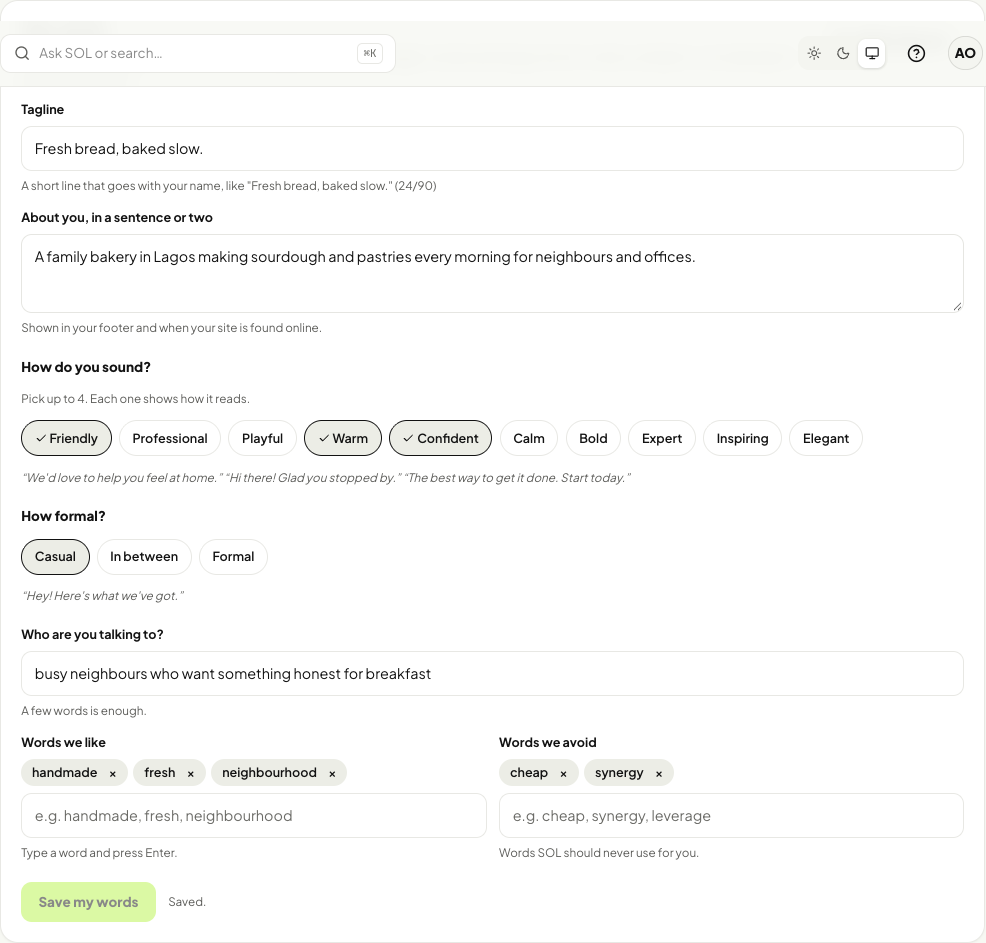 Ask SOL or search... ⌘K AO
Tagline
Fresh bread, baked slow.
A short line that goes with your name, like "Fresh bread, baked slow." (24/90)
About you, in a sentence or two
A family bakery in Lagos making sourdough and pastries every morning for neighbours and offices.
Shown in your footer and when your site is found online.
How do you sound?
Pick up to 4. Each one shows how it reads.
✓ Friendly Professional Playful ✓ Warm ✓ Confident Calm Bold Expert Inspiring Elegant
“We'd love to help you feel at home.” “Hi there! Glad you stopped by.” “The best way to get it done. Start today.”
How formal?
Casual In between Formal
“Hey! Here's what we've got.”
Who are you talking to?
busy neighbours who want something honest for breakfast
A few words is enough.
Words we like
handmade × fresh × neighbourhood ×
e.g. handmade, fresh, neighbourhood
Type a word and press Enter.
Words we avoid
cheap × synergy ×
e.g. cheap, synergy, leverage
Words SOL should never use for you.
Save my words Saved.